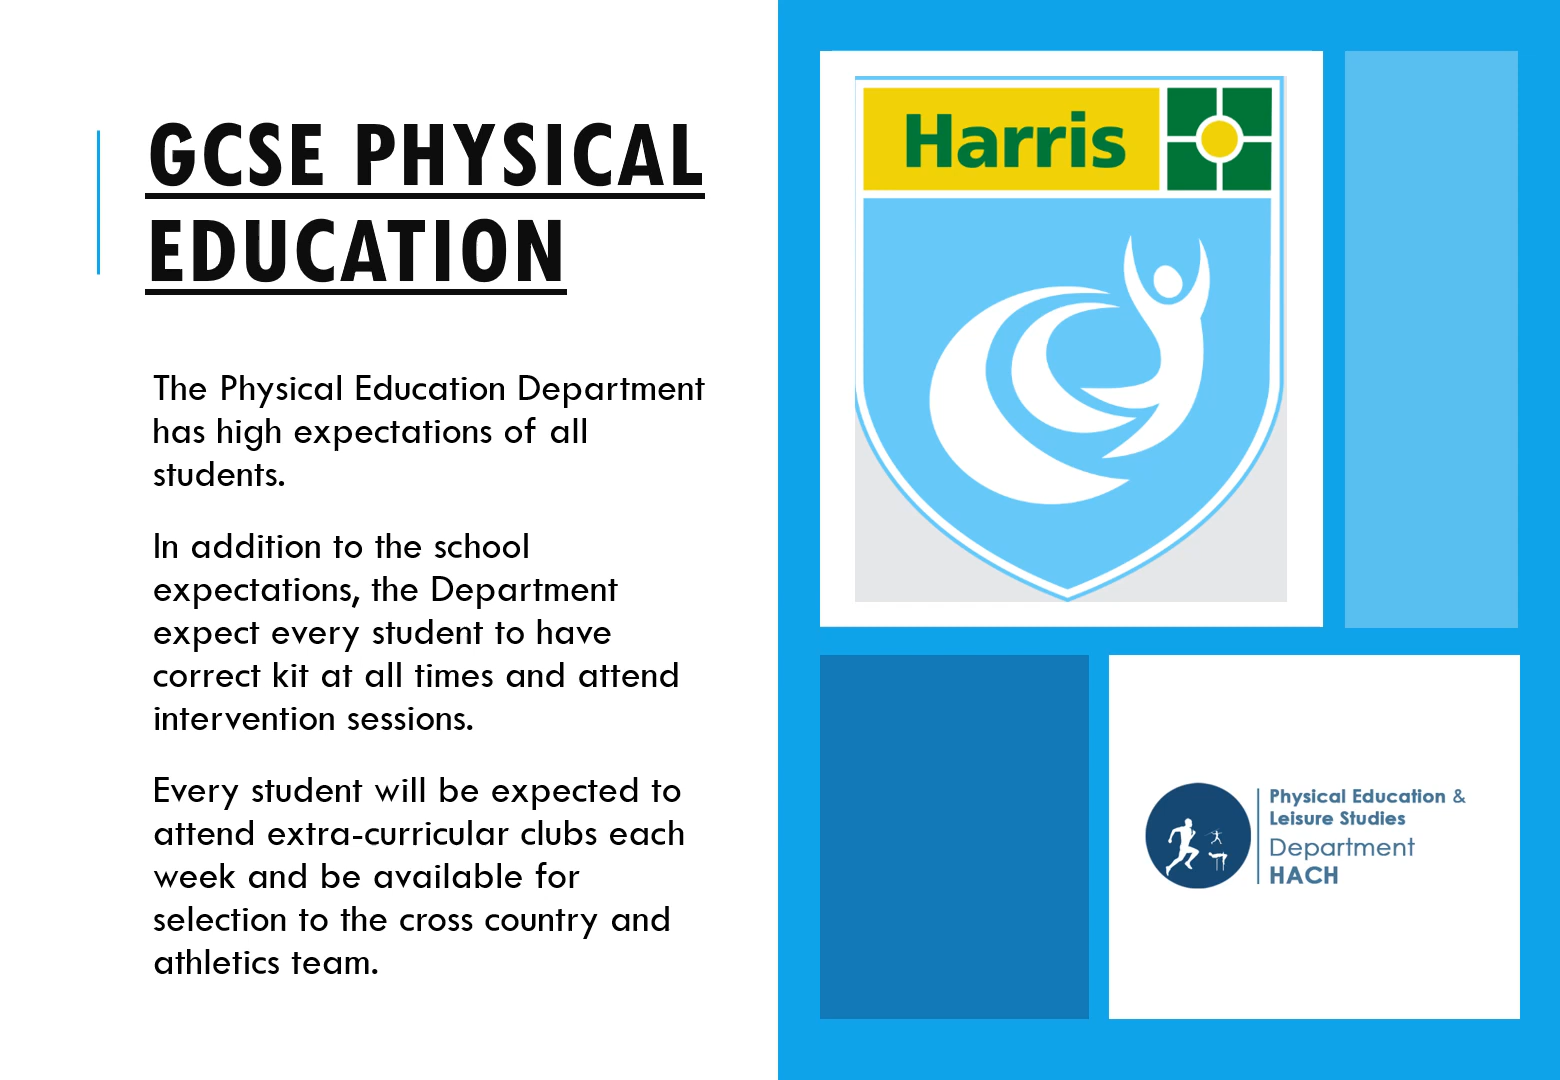 GCSE PHYSICAL
EDUCATION
The Physical Education Department
has high expectations of all
students.
In addition to the school
expectations, the Department
expect every student to have
correct kit at all times and attend
intervention sessions.
Every student will be expected to
attend extra-curricular clubs each
week and be available for
selection to the cross country and
athletics team.
Harris
Physical Education &
Leisure Studies
Department
HACH